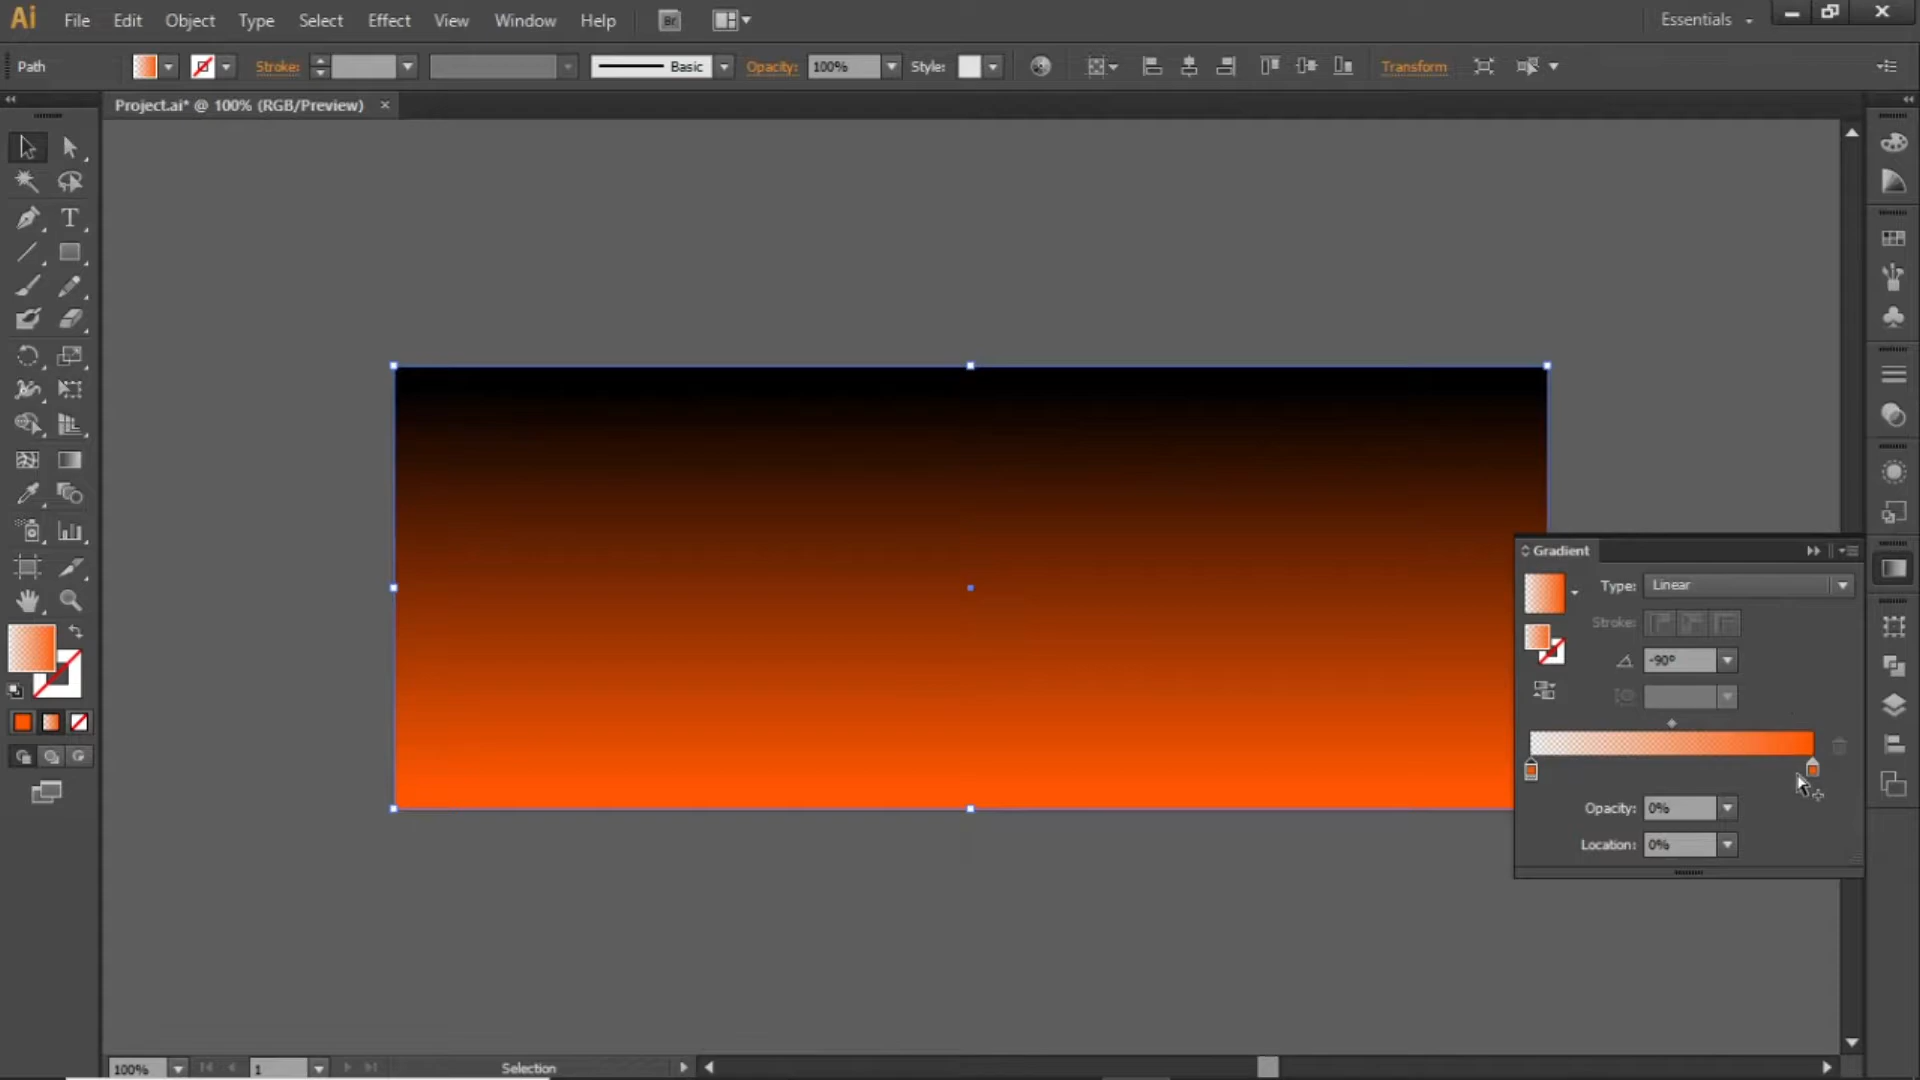 Ai File Edit Object Type Select Effect View Window Help Br Essentials
Path Stroke: Basic Opacity: 100% Style: Transform
Project.ai* @ 100% (RGB/Preview)
T
Gradient
Type: Linear
Stroke:
-90°
Opacity: 0%
Location: 0%
100% 1 Selection